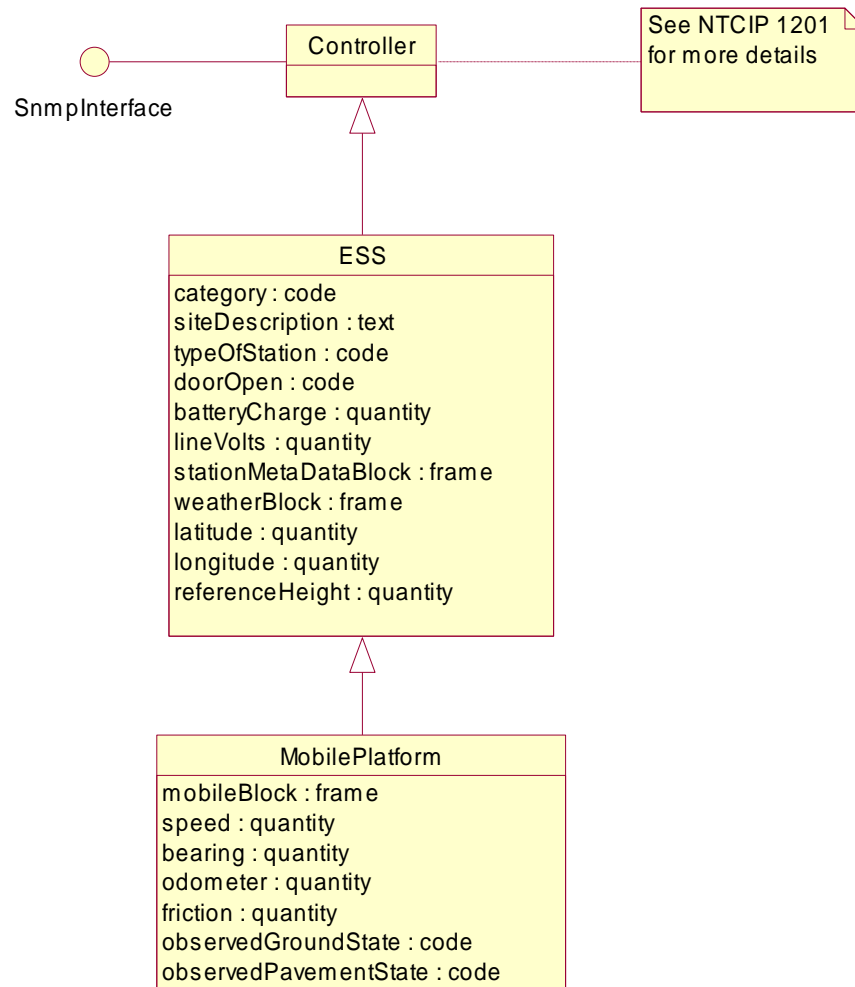 Controller
See NTCIP 1201
for more details
SnmpInterface
ESS
category : code
siteDescription : text
typeOfStation : code
doorOpen : code
batteryCharge : quantity
lineVolts : quantity
stationMetaDataBlock : frame
weatherBlock : frame
latitude : quantity
longitude : quantity
referenceHeight : quantity
MobilePlatform
mobileBlock : frame
speed : quantity
bearing : quantity
odometer : quantity
friction : quantity
observedGroundState : code
observedPavementState : code